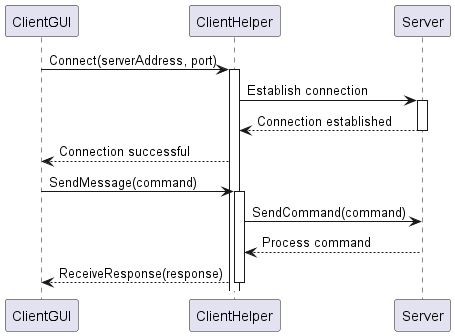 ClientGUI
ClientHelper
Server
Connect(serverAddress, port)
Establish connection
Connection established
Connection successful
SendMessage(command)
SendCommand(command)
Process command
ReceiveResponse(response)
ClientGUI
ClientHelper
Server